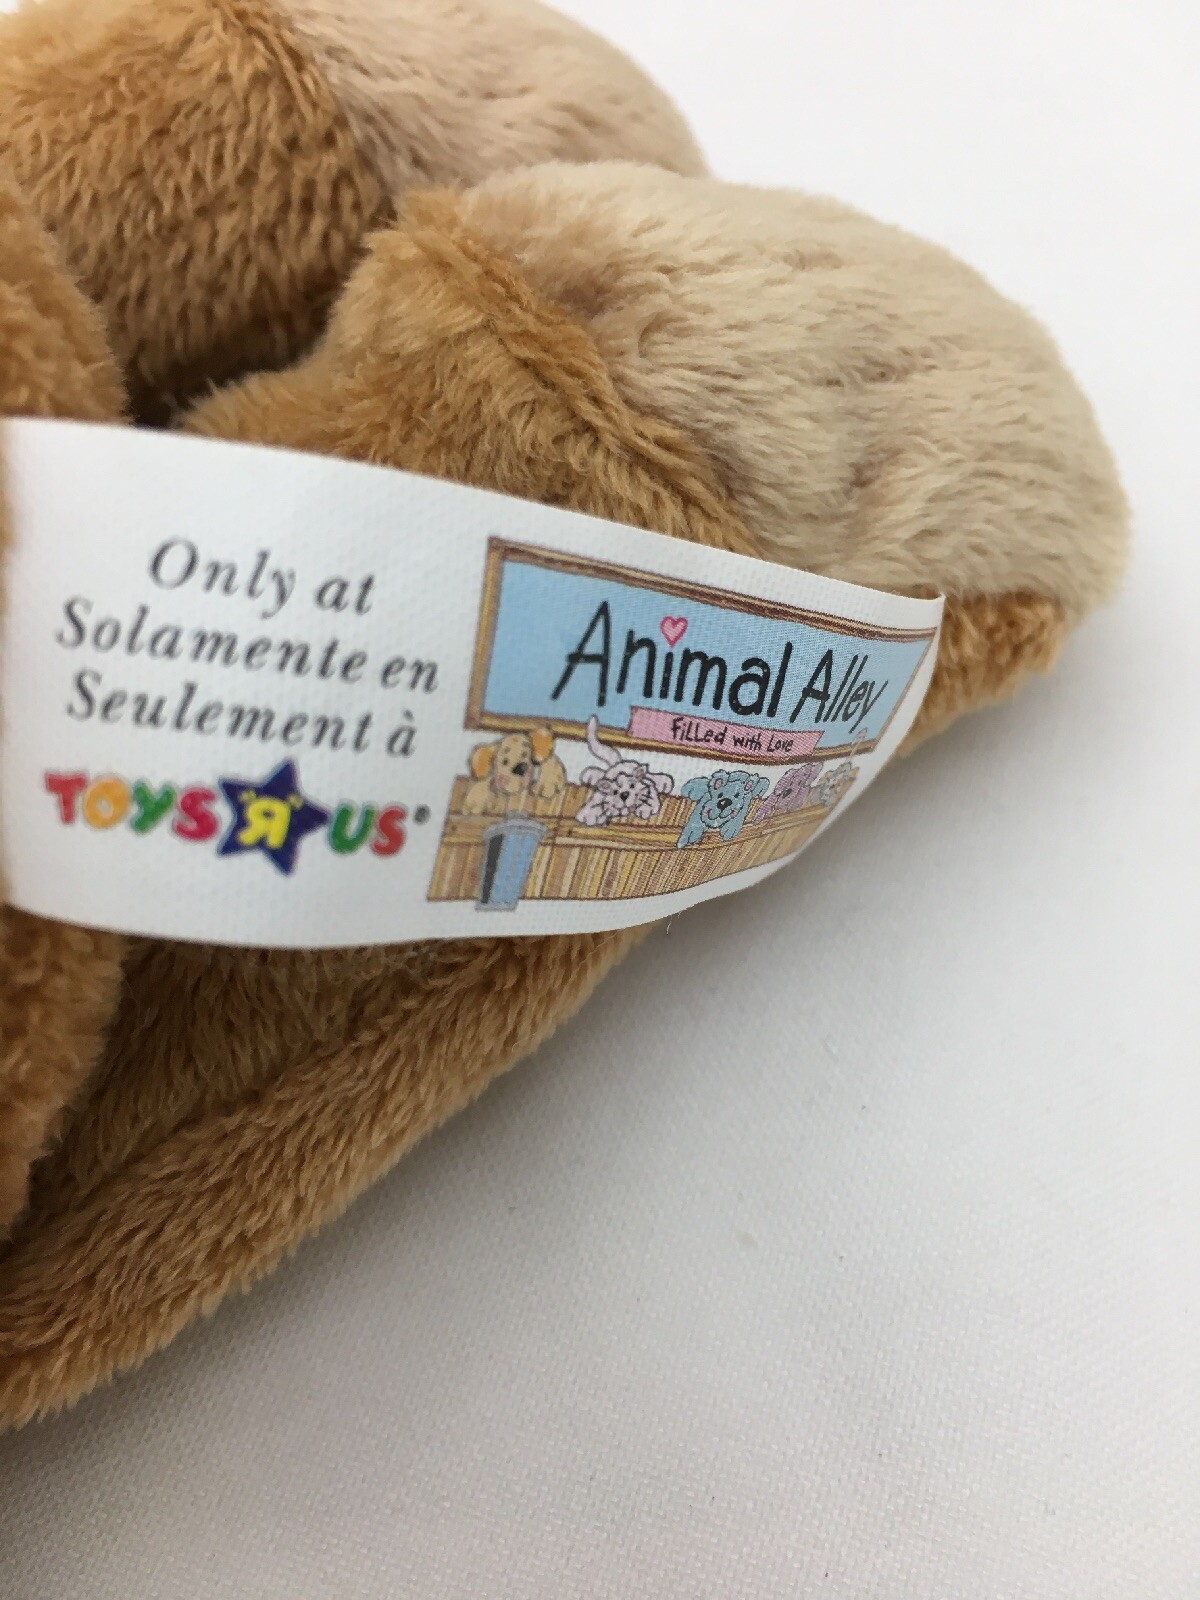 Only at
Solamente en
Seulement à
TOYS R US®
Animal Alley
filled with Love